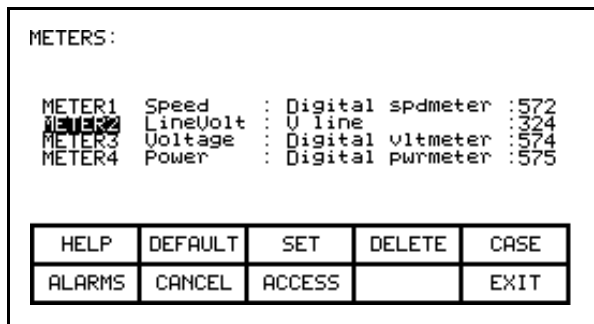 METERS:
METER1 Speed : Digital spdmeter :572
METER2 LineVolt : V line :324
METER3 Voltage : Digital vltmeter :574
METER4 Power : Digital pwrmeter :575
HELP DEFAULT SET DELETE CASE
ALARMS CANCEL ACCESS EXIT